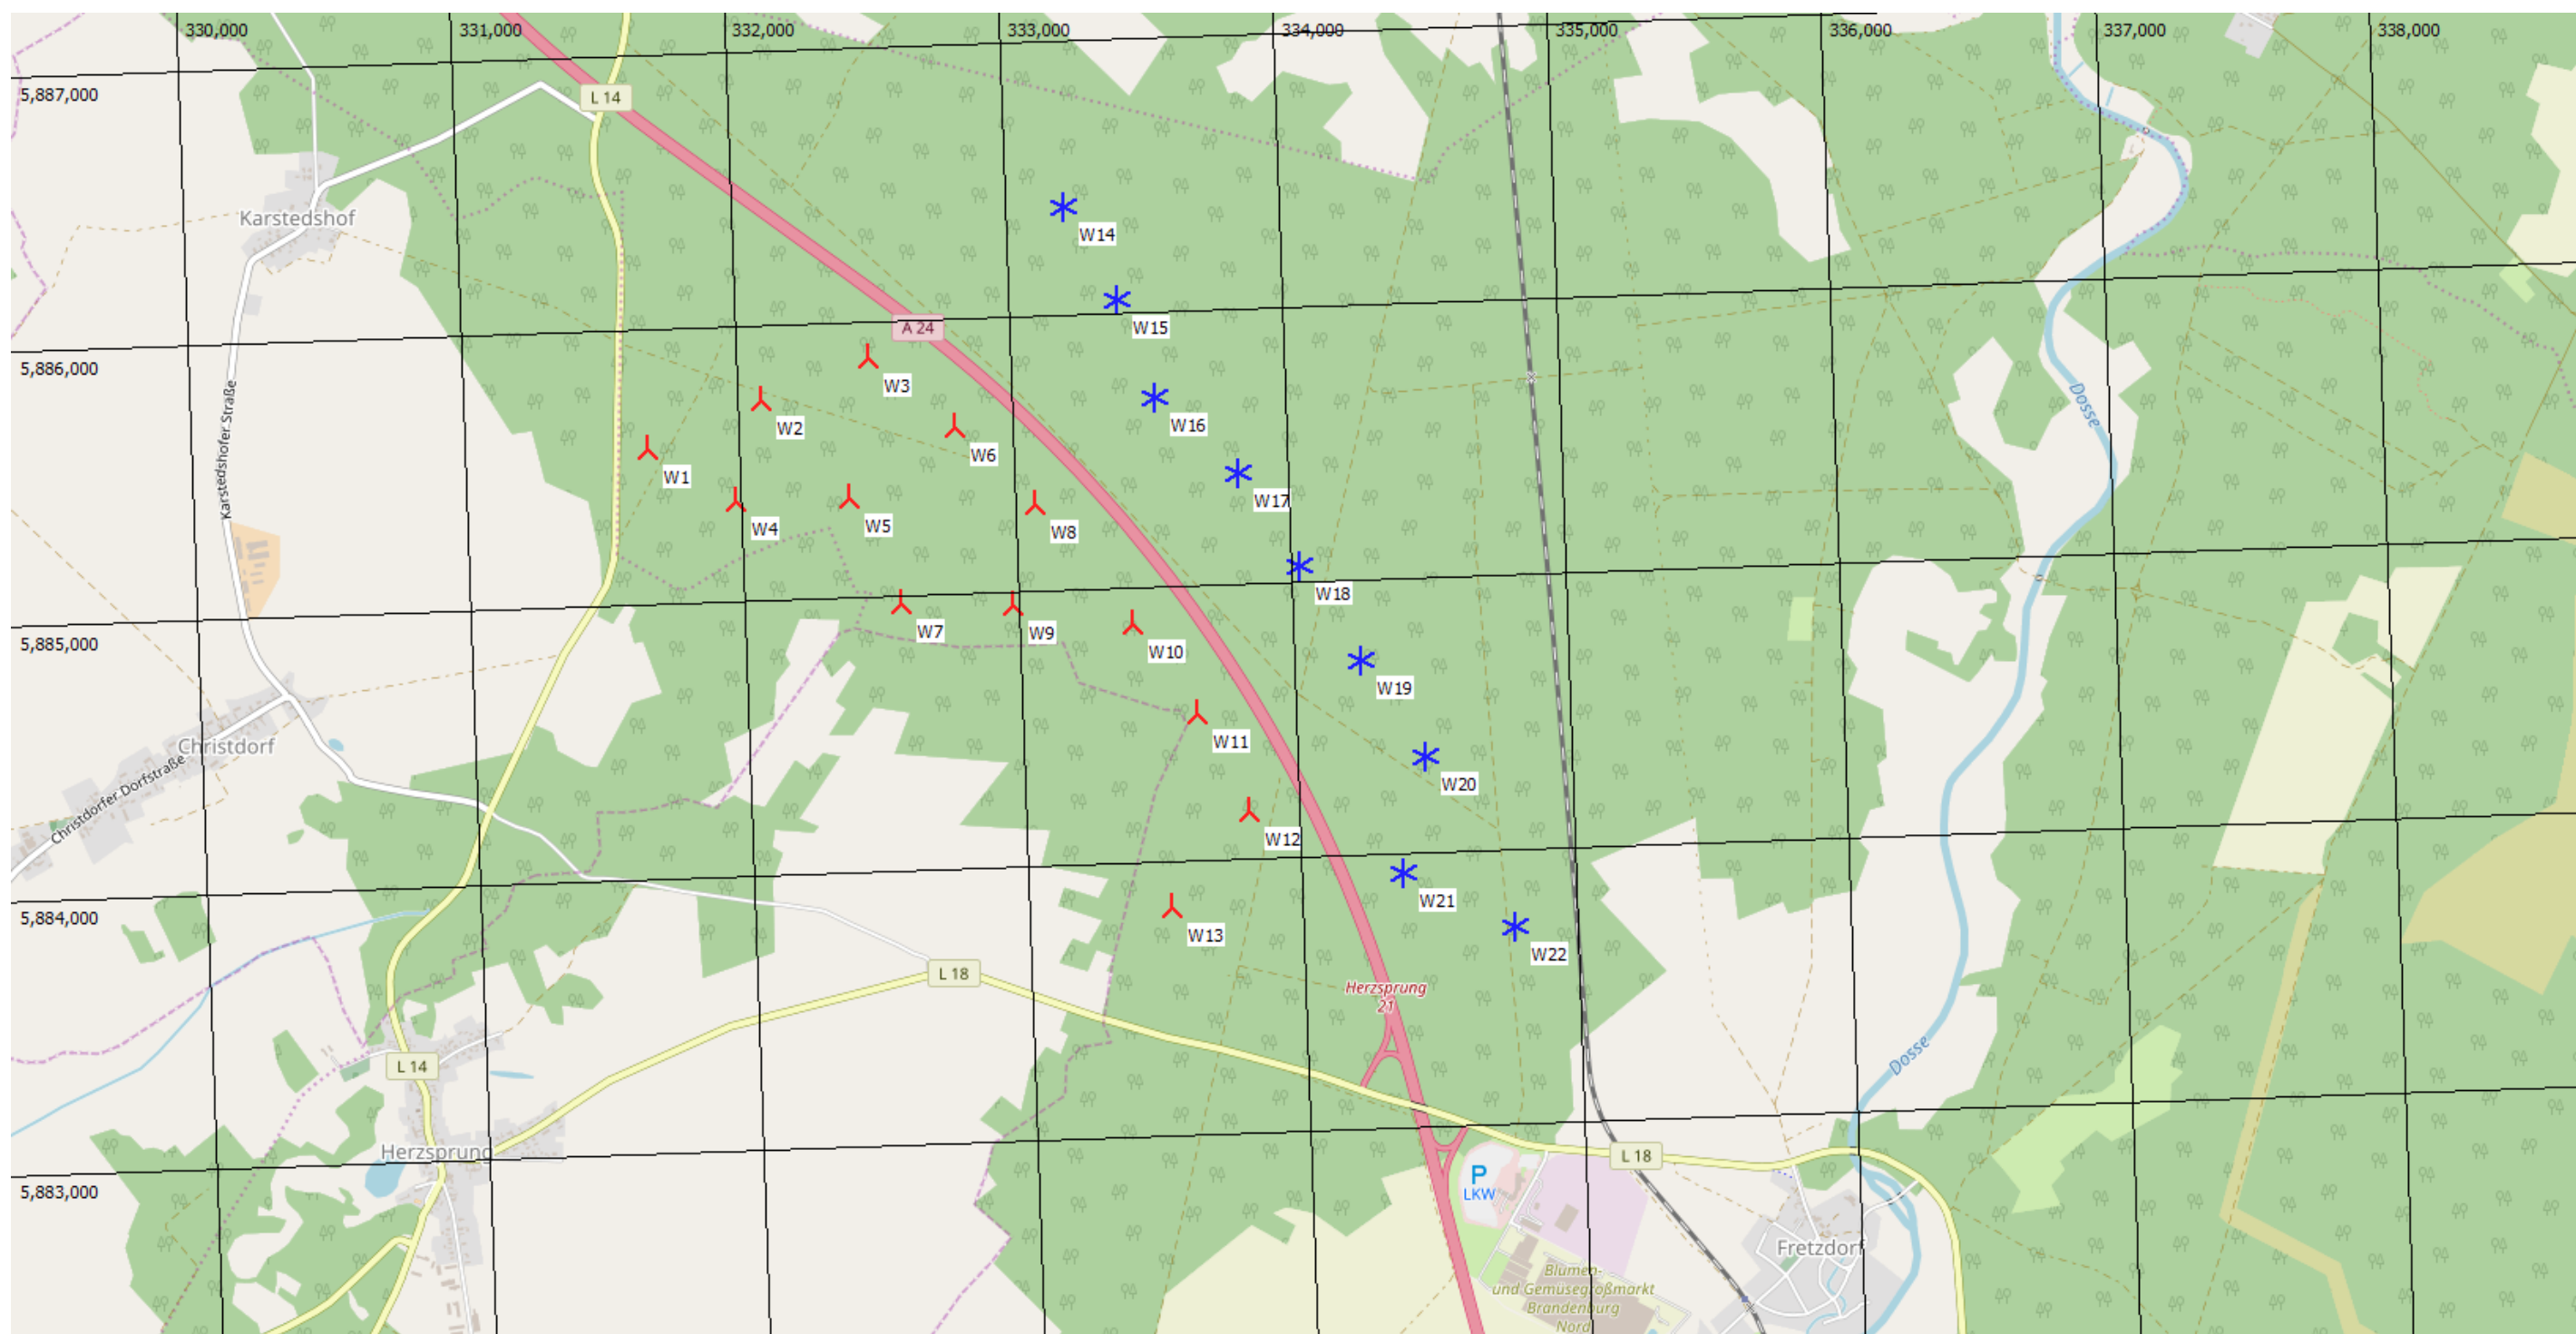 330,000
331,000
332,000
333,000
334,000
335,000
336,000
337,000
338,000
5,887,000
L 14
Karstedshof
W14
W15
A 24
5,886,000
W3
W2
W16
Dosse
Karstedshofer Straße
W6
W1
W17
W5
W4
W8
W18
W7
W9
5,885,000
W10
W19
Christdorf
W11
Christdorfer Dorfstraße
W20
W12
W21
5,884,000
W13
W22
L 18
Herzsprung
21
Dosse
L 14
Herzsprung
L 18
P
LKW
5,883,000
Fretzdorf
Blumen-
und Gemüsegroßmarkt
Brandenburg
Nord